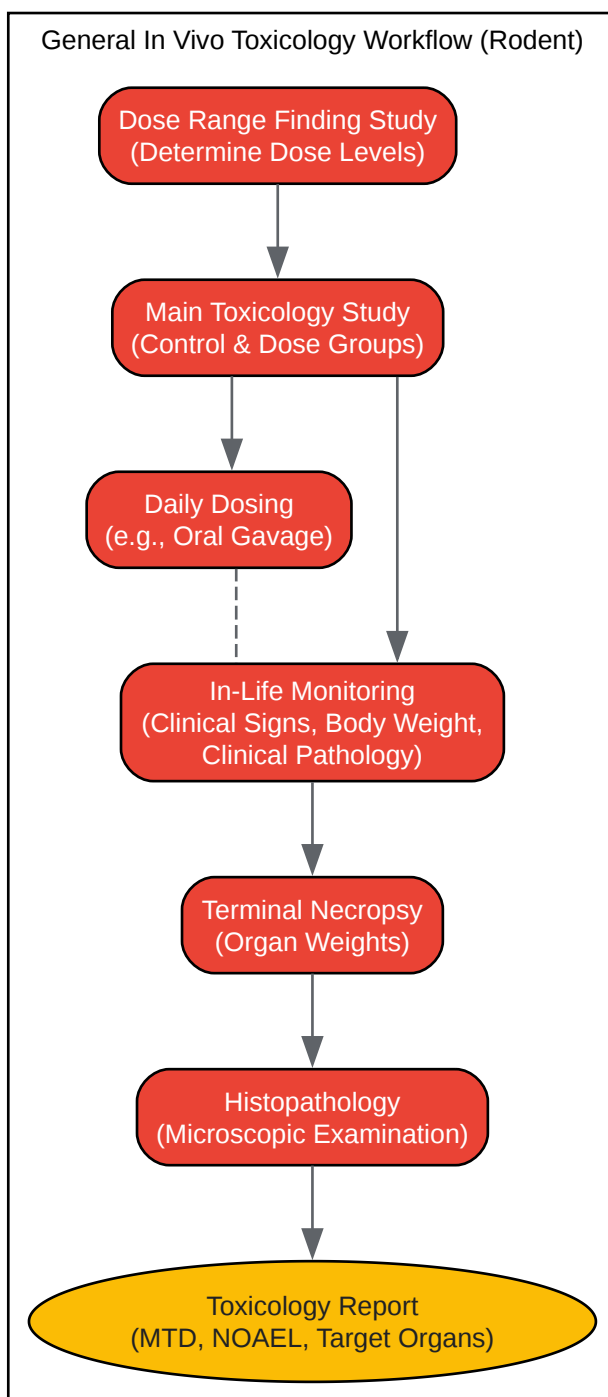 General In Vivo Toxicology Workflow (Rodent)
Dose Range Finding Study
(Determine Dose Levels)
Main Toxicology Study
(Control & Dose Groups)
Daily Dosing
(e.g., Oral Gavage)
In-Life Monitoring
(Clinical Signs, Body Weight,
Clinical Pathology)
Terminal Necropsy
(Organ Weights)
Histopathology
(Microscopic Examination)
Toxicology Report
(MTD, NOAEL, Target Organs)